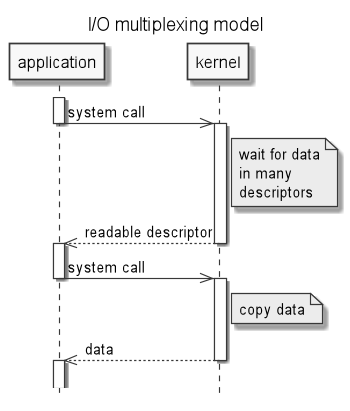 I/O multiplexing model
application
kernel
system call
wait for data
in many
descriptors
readable descriptor
system call
copy data
data